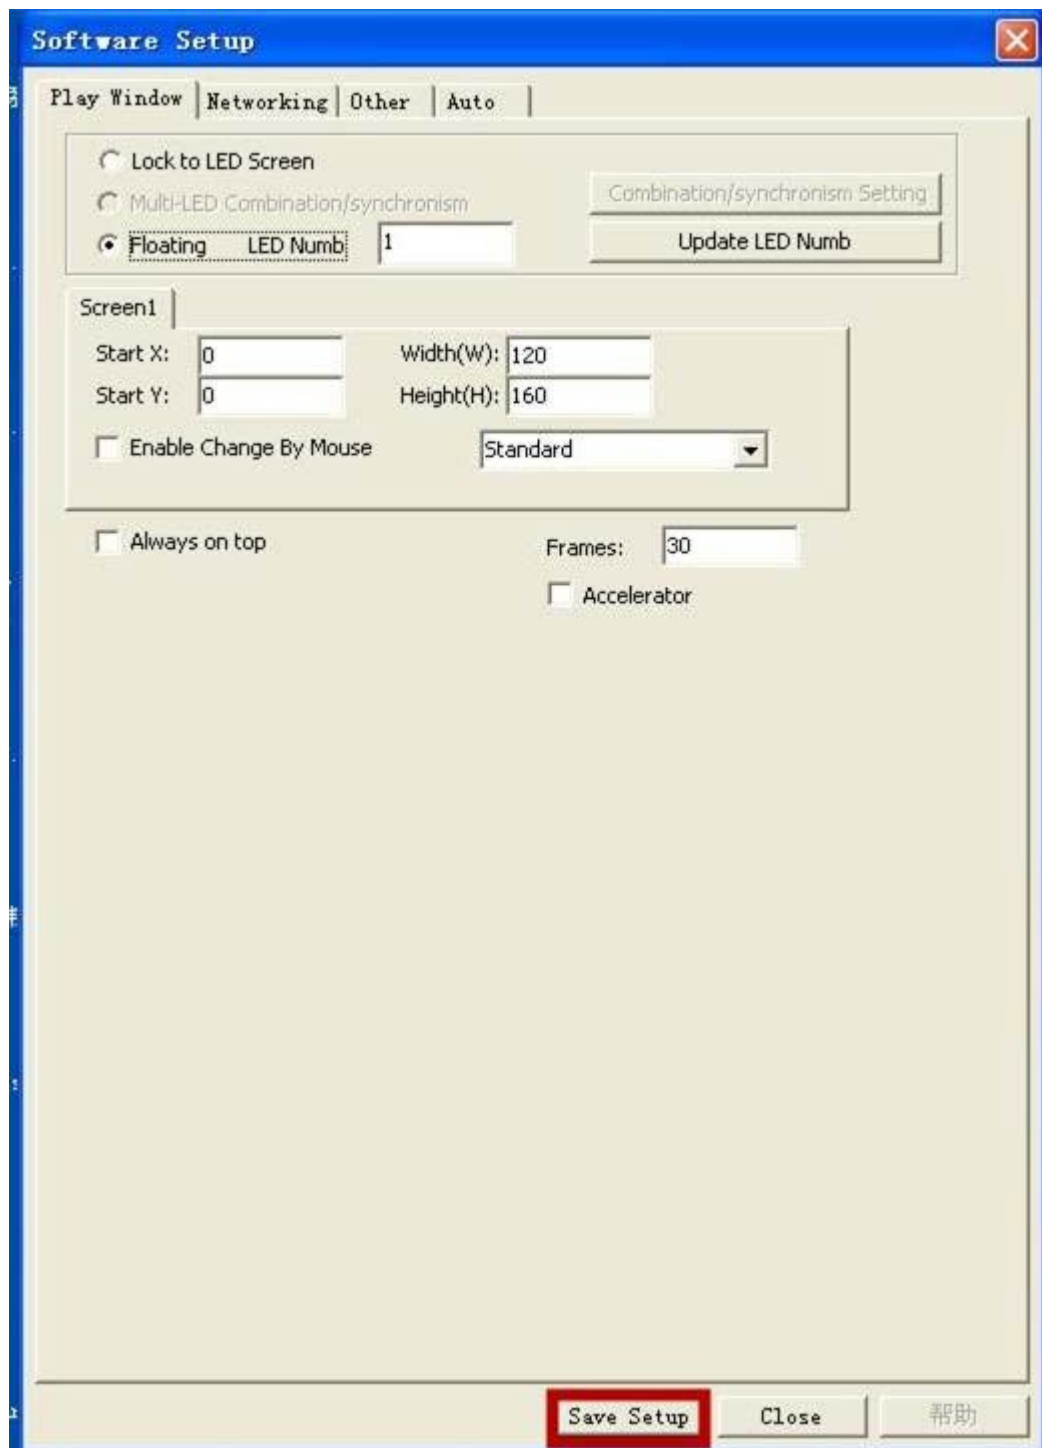 Software Setup
Play Window Networking Other Auto
Lock to LED Screen
Multi-LED Combination/synchronism
Combination/synchronism Setting
Floating LED Numb 1
Update LED Numb
Screen1
Start X: 0 Width(W): 120
Start Y: 0 Height(H): 160
Enable Change By Mouse Standard
Always on top
Frames: 30
Accelerator
Save Setup Close 帮助